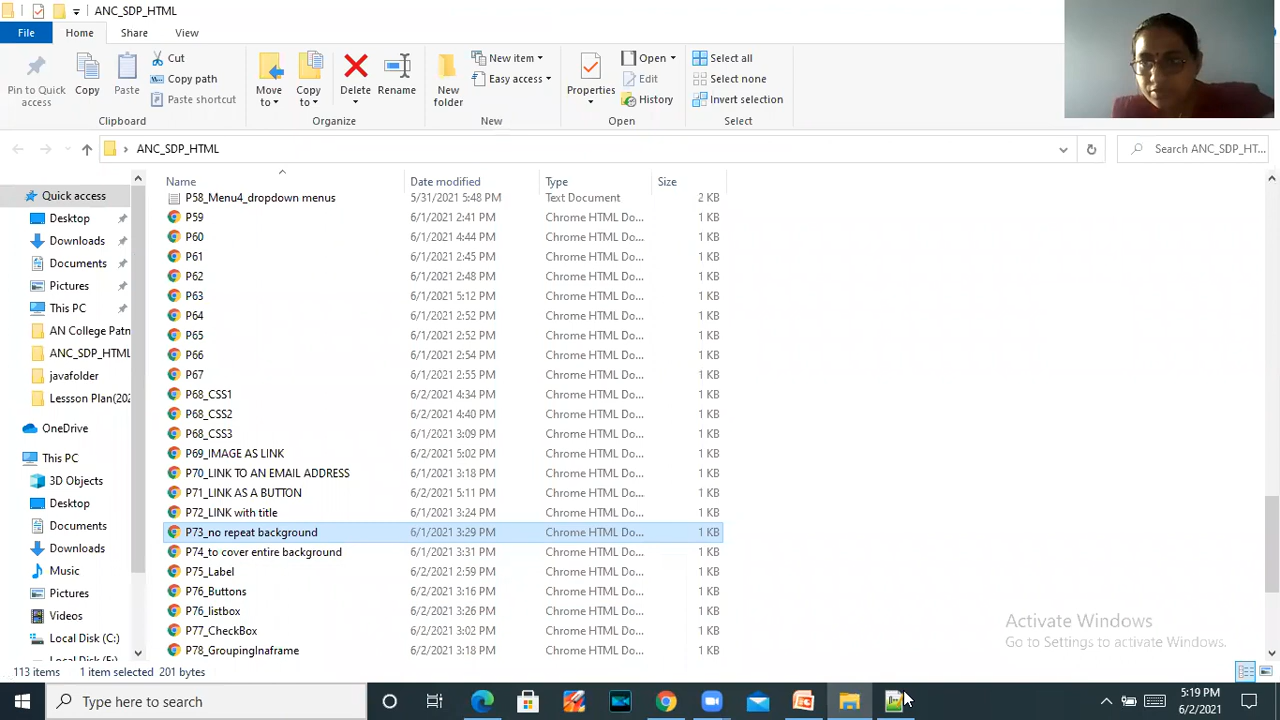 ANC_SDP_HTML
File Home Share View
Pin to Quick access
Copy
Paste
Cut
Copy path
Paste shortcut
Clipboard
Move to
Copy to
Delete
Rename
Organize
New folder
New item
Easy access
New
Properties
Open
Edit
History
Open
Select all
Select none
Invert selection
Select
ANC_SDP_HTML
Search ANC_SDP_HT...
Name Date modified Type Size
Quick access
Desktop
Downloads
Documents
Pictures
This PC
AN College Patn
ANC_SDP_HTML
javafolder
Lessson Plan(202
OneDrive
This PC
3D Objects
Desktop
Documents
Downloads
Music
Pictures
Videos
Local Disk (C:)
P58_Menu4_dropdown menus 5/31/2021 5:48 PM Text Document 2 KB
P59 6/1/2021 2:41 PM Chrome HTML Do... 1 KB
P60 6/1/2021 4:44 PM Chrome HTML Do... 1 KB
P61 6/1/2021 2:45 PM Chrome HTML Do... 1 KB
P62 6/1/2021 2:48 PM Chrome HTML Do... 1 KB
P63 6/1/2021 5:12 PM Chrome HTML Do... 1 KB
P64 6/1/2021 2:52 PM Chrome HTML Do... 1 KB
P65 6/1/2021 2:52 PM Chrome HTML Do... 1 KB
P66 6/1/2021 2:54 PM Chrome HTML Do... 1 KB
P67 6/1/2021 2:55 PM Chrome HTML Do... 1 KB
P68_CSS1 6/2/2021 4:34 PM Chrome HTML Do... 1 KB
P68_CSS2 6/2/2021 4:40 PM Chrome HTML Do... 1 KB
P68_CSS3 6/1/2021 3:09 PM Chrome HTML Do... 1 KB
P69_IMAGE AS LINK 6/2/2021 5:02 PM Chrome HTML Do... 1 KB
P70_LINK TO AN EMAIL ADDRESS 6/1/2021 3:18 PM Chrome HTML Do... 1 KB
P71_LINK AS A BUTTON 6/2/2021 5:11 PM Chrome HTML Do... 1 KB
P72_LINK with title 6/1/2021 3:24 PM Chrome HTML Do... 1 KB
P73_no repeat background 6/1/2021 3:29 PM Chrome HTML Do... 1 KB
P74_to cover entire background 6/1/2021 3:31 PM Chrome HTML Do... 1 KB
P75_Label 6/2/2021 2:59 PM Chrome HTML Do... 1 KB
P76_Buttons 6/2/2021 3:16 PM Chrome HTML Do... 1 KB
P76_listbox 6/2/2021 3:26 PM Chrome HTML Do... 1 KB
P77_CheckBox 6/2/2021 3:02 PM Chrome HTML Do... 1 KB
P78_GroupingInaframe 6/2/2021 3:18 PM Chrome HTML Do... 1 KB
Activate Windows
Go to Settings to activate Windows.
113 items 1 item selected 201 bytes
Type here to search
5:19 PM
6/2/2021